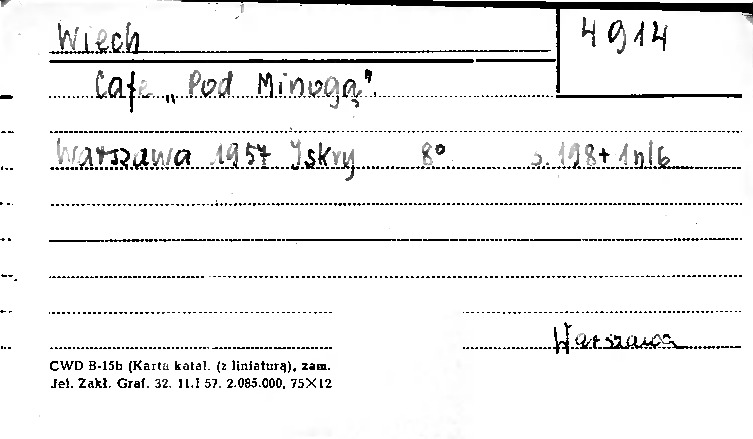 Wiech
4914
Cafe „Pod Minogą".
Warszawa 1957 Iskry 8° s. 198+1nlb
Warszawa
CWD B-15b (Karta katal. (z liniaturą), zam.
Jel. Zakł. Graf. 32. 11.I 57. 2.085.000, 75×12